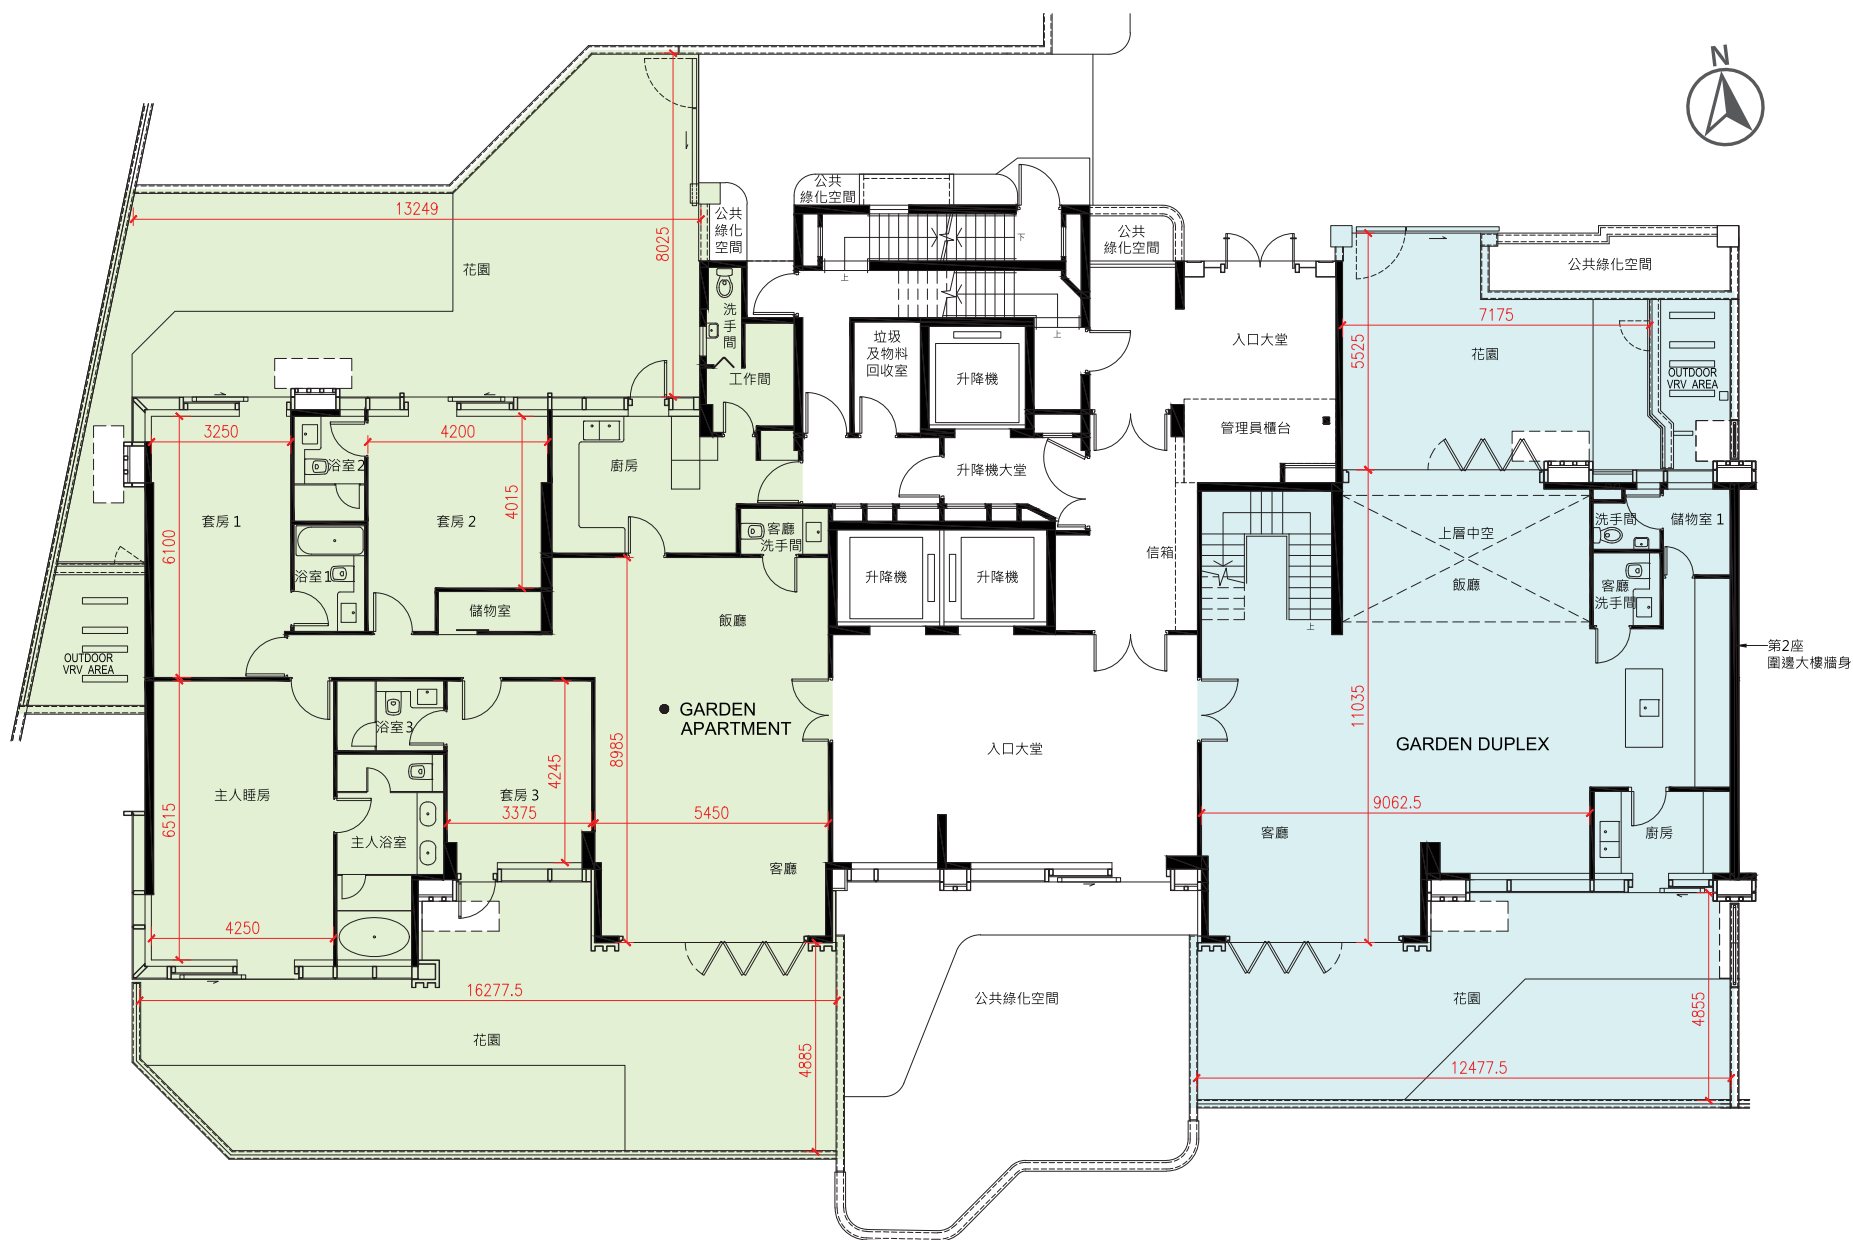 N
公共
綠化空間
13249
公共
綠化
空間
8025
花園
下
上
公共
綠化空間
公共綠化空間
洗
手
間
垃圾
及物料
回收室
上
升降機
入口大堂
7175
5525
花園
OUTDOOR
VRV AREA
工作間
3250
4200
浴室2
廚房
管理員櫃台
升降機大堂
套房1
套房2
4015
6100
客廳
洗手間
信箱
上層中空
洗手間
儲物室1
浴室1
升降機
升降機
飯廳
客廳
洗手間
儲物室
飯廳
上
第2座
圍邊大樓牆身
OUTDOOR
VRV AREA
浴室3
GARDEN
APARTMENT
11035
GARDEN DUPLEX
入口大堂
8985
4245
主人睡房
套房3
3375
5450
9062.5
6515
主人浴室
客廳
客廳
廚房
4250
16277.5
公共綠化空間
花園
4855
花園
4885
12477.5